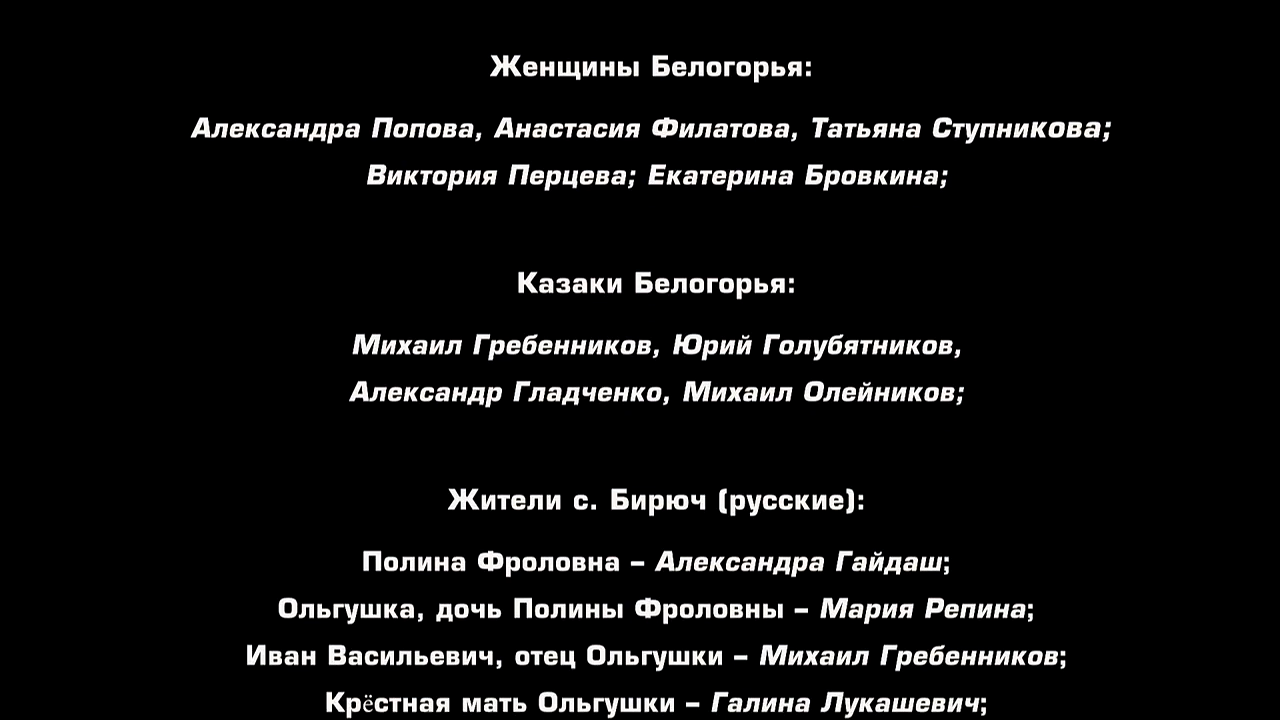 Женщины Белогорья:
Александра Попова, Анастасия Филатова, Татьяна Ступникова;
Виктория Перцева; Екатерина Бровкина;
Казаки Белогорья:
Михаил Гребенников, Юрий Голубятников,
Александр Гладченко, Михаил Олейников;
Жители с. Бирюч (русские):
Полина Фроловна – Александра Гайдаш;
Ольгушка, дочь Полины Фроловны – Мария Репина;
Иван Васильевич, отец Ольгушки – Михаил Гребенников;
Крёстная мать Ольгушки – Галина Лукашевич;